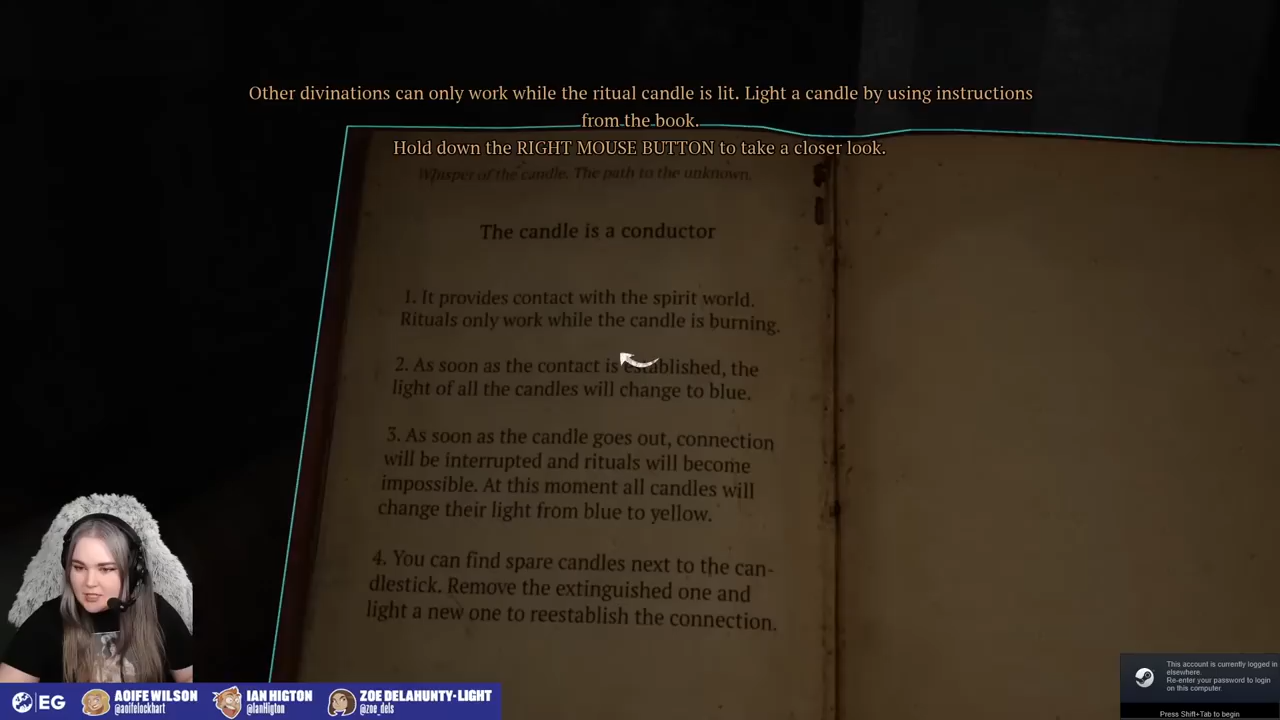 Other divinations can only work while the ritual candle is lit. Light a candle by using instructions
from the book.
Hold down the RIGHT MOUSE BUTTON to take a closer look.
Whisper of the candle. The path to the unknown.
The candle is a conductor
1. It provides contact with the spirit world.
Rituals only work while the candle is burning.
2. As soon as the contact is established, the
light of all the candles will change to blue.
3. As soon as the candle goes out, connection
will be interrupted and rituals will become
impossible. At this moment all candles will
change their light from blue to yellow.
4. You can find spare candles next to the can-
dlestick. Remove the extinguished one and
light a new one to reestablish the connection.
This account is currently logged in
elsewhere.
Re-enter your password to login
on this computer.
Press Shift+Tab to begin
EG
AOIFE WILSON
@aoifelockhart
IAN HIGTON
@IanHigton
ZOE DELAHUNTY-LIGHT
@zoe_dels